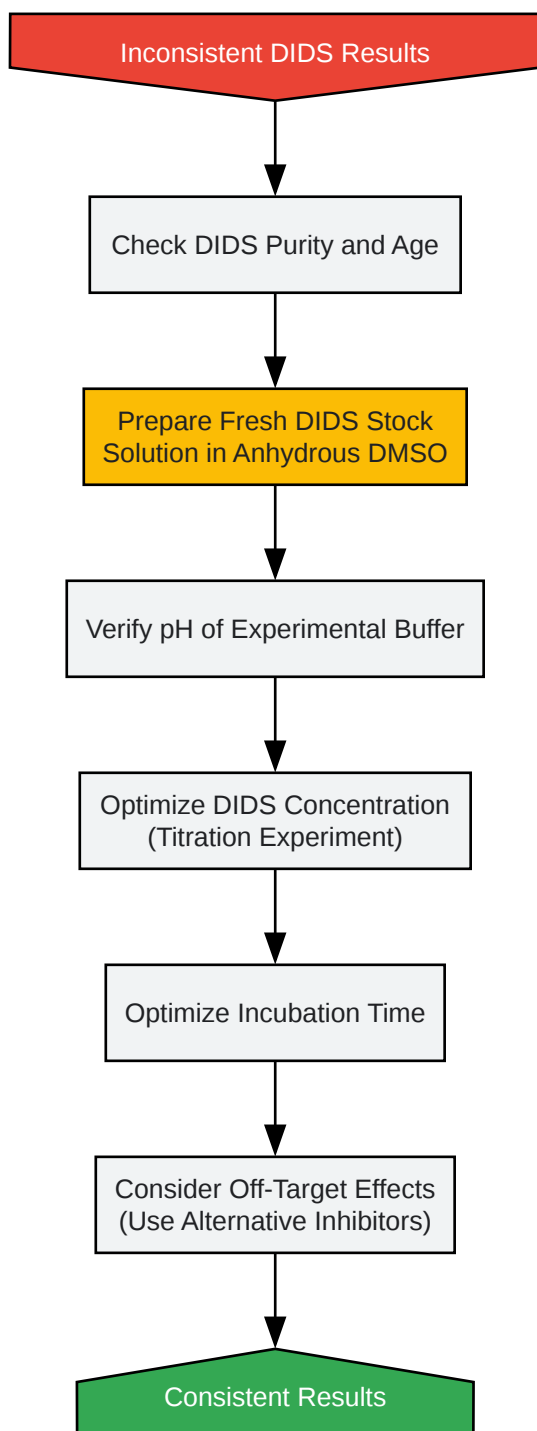 Inconsistent DIDS Results
Check DIDS Purity and Age
Prepare Fresh DIDS Stock
Solution in Anhydrous DMSO
Verify pH of Experimental Buffer
Optimize DIDS Concentration
(Titration Experiment)
Optimize Incubation Time
Consider Off-Target Effects
(Use Alternative Inhibitors)
Consistent Results